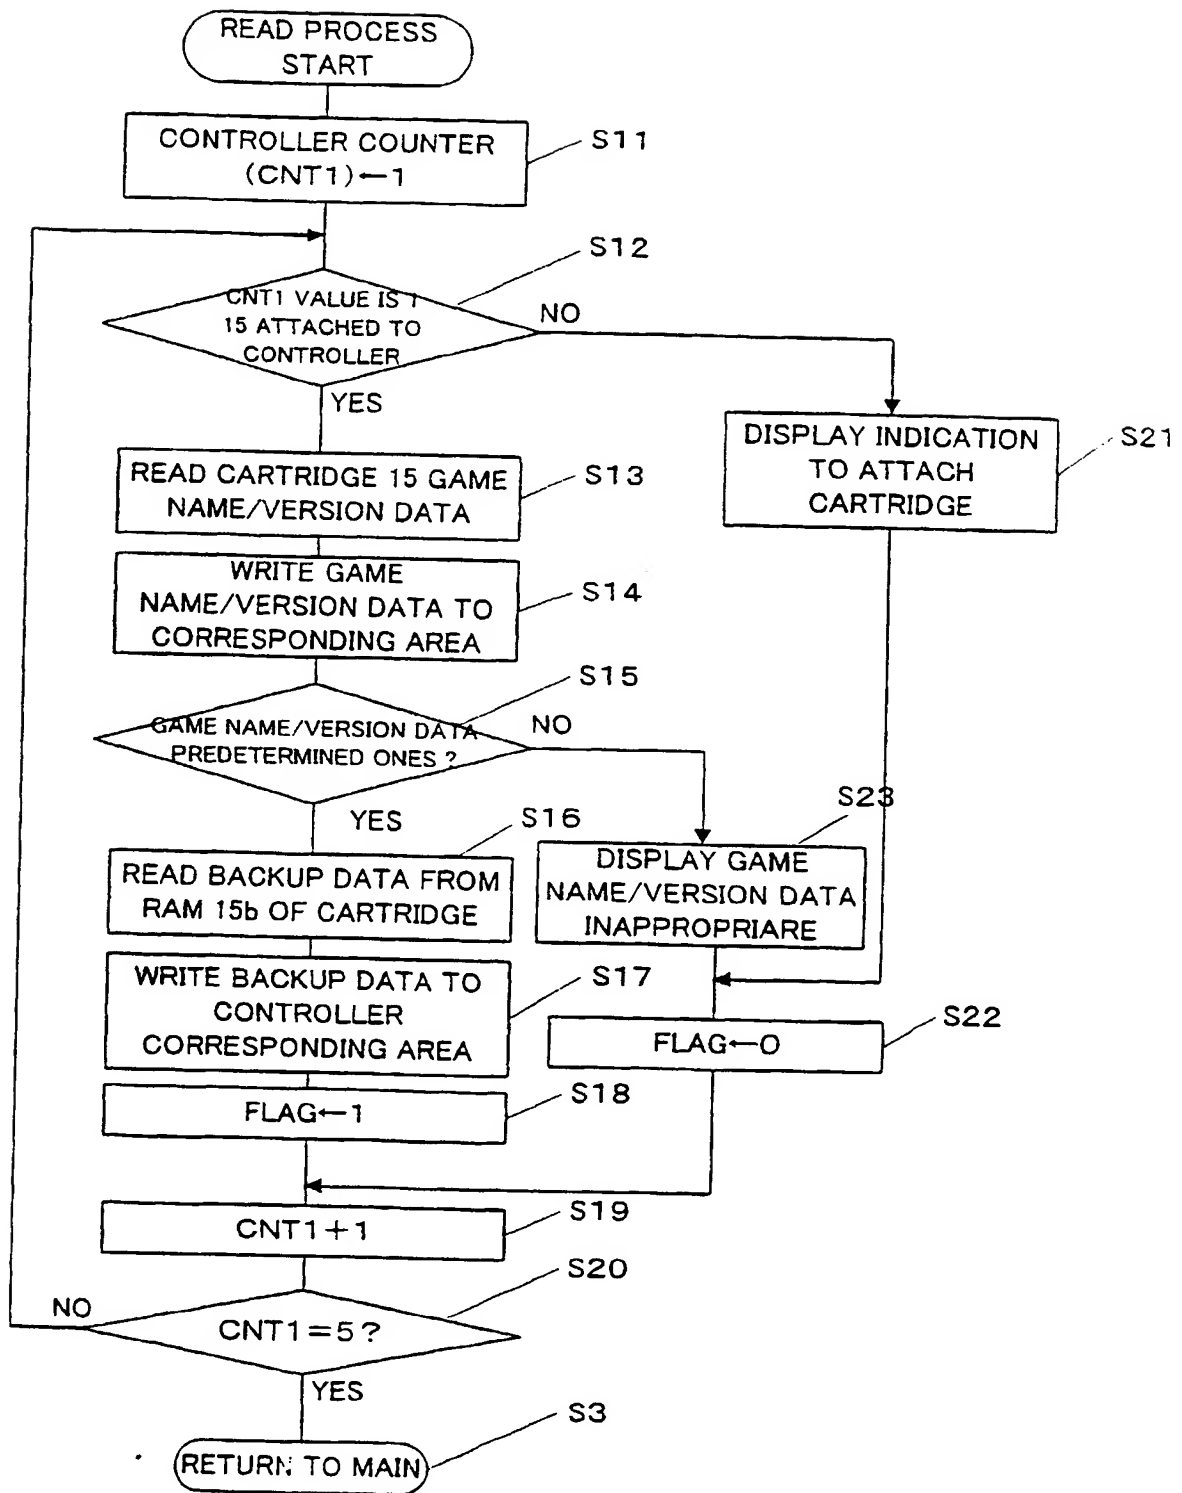 READ PROCESS
START
CONTROLLER COUNTER
(CNT1)←1
S11
S12
CNT1 VALUE IS 1
15 ATTACHED TO
CONTROLLER
NO
YES
DISPLAY INDICATION
TO ATTACH
CARTRIDGE
S21
READ CARTRIDGE 15 GAME
NAME/VERSION DATA
S13
WRITE GAME
NAME/VERSION DATA TO
CORRESPONDING AREA
S14
S15
GAME NAME/VERSION DATA
PREDETERMINED ONES ?
NO
YES
S16
S23
READ BACKUP DATA FROM
RAM 15b OF CARTRIDGE
DISPLAY GAME
NAME/VERSION DATA
INAPPROPRIARE
WRITE BACKUP DATA TO
CONTROLLER
CORRESPONDING AREA
S17
FLAG←0
S22
FLAG←1
S18
CNT1+1
S19
S20
NO
CNT1=5?
YES
S3
RETURN TO MAIN